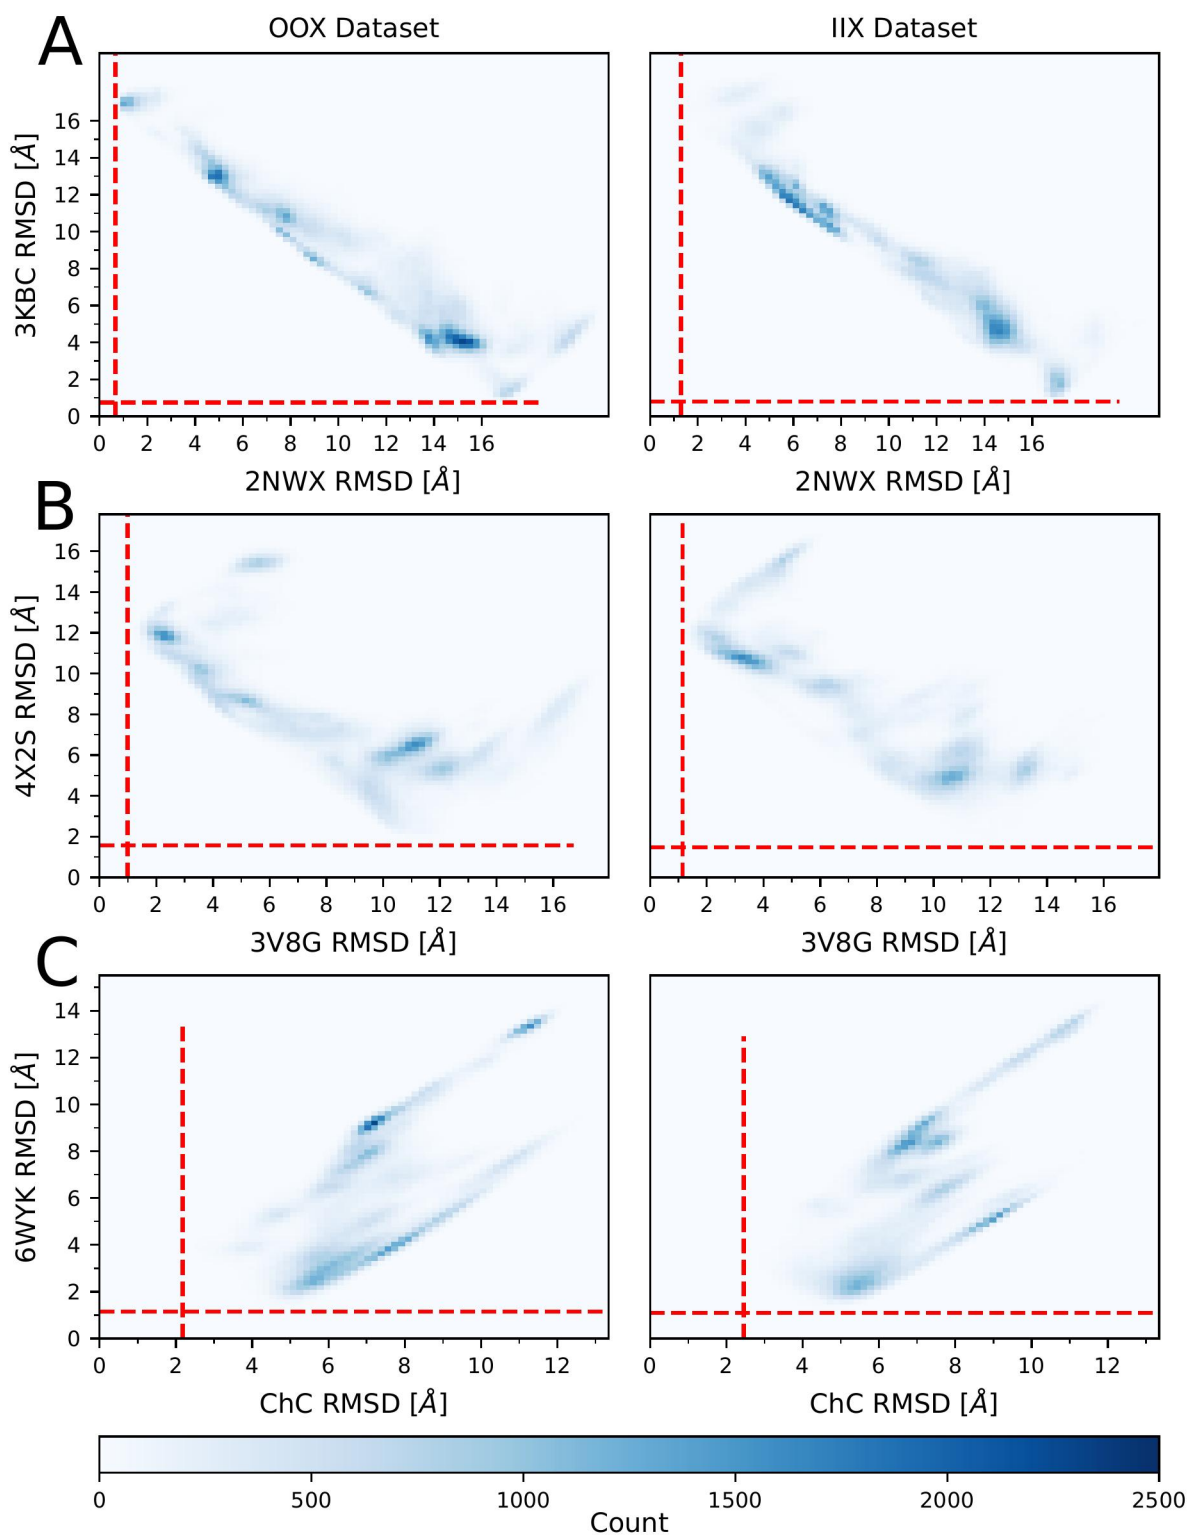 A
OOX Dataset
IIX Dataset
3KBC RMSD [Å]
16
14
12
10
8
6
4
2
0
0 2 4 6 8 10 12 14 16
0 2 4 6 8 10 12 14 16
2NWX RMSD [Å]
2NWX RMSD [Å]
B
4X2S RMSD [Å]
16
14
12
10
8
6
4
2
0
0 2 4 6 8 10 12 14 16
0 2 4 6 8 10 12 14 16
3V8G RMSD [Å]
3V8G RMSD [Å]
C
6WYK RMSD [Å]
14
12
10
8
6
4
2
0
0 2 4 6 8 10 12
0 2 4 6 8 10 12
ChC RMSD [Å]
ChC RMSD [Å]
0 500 1000 1500 2000 2500
Count